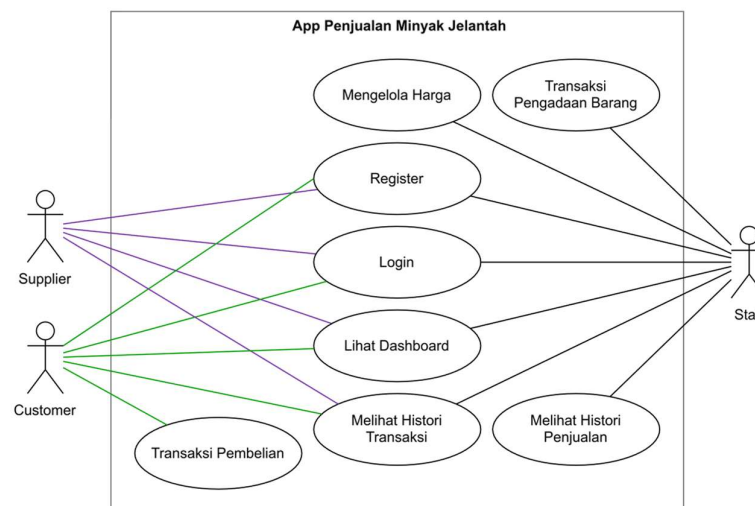 App Penjualan Minyak Jelantah
Mengelola Harga
Transaksi
Pengadaan Barang
Register
Supplier
Login
Sta
Lihat Dashboard
Customer
Transaksi Pembelian
Melihat Histori
Transaksi
Melihat Histori
Penjualan